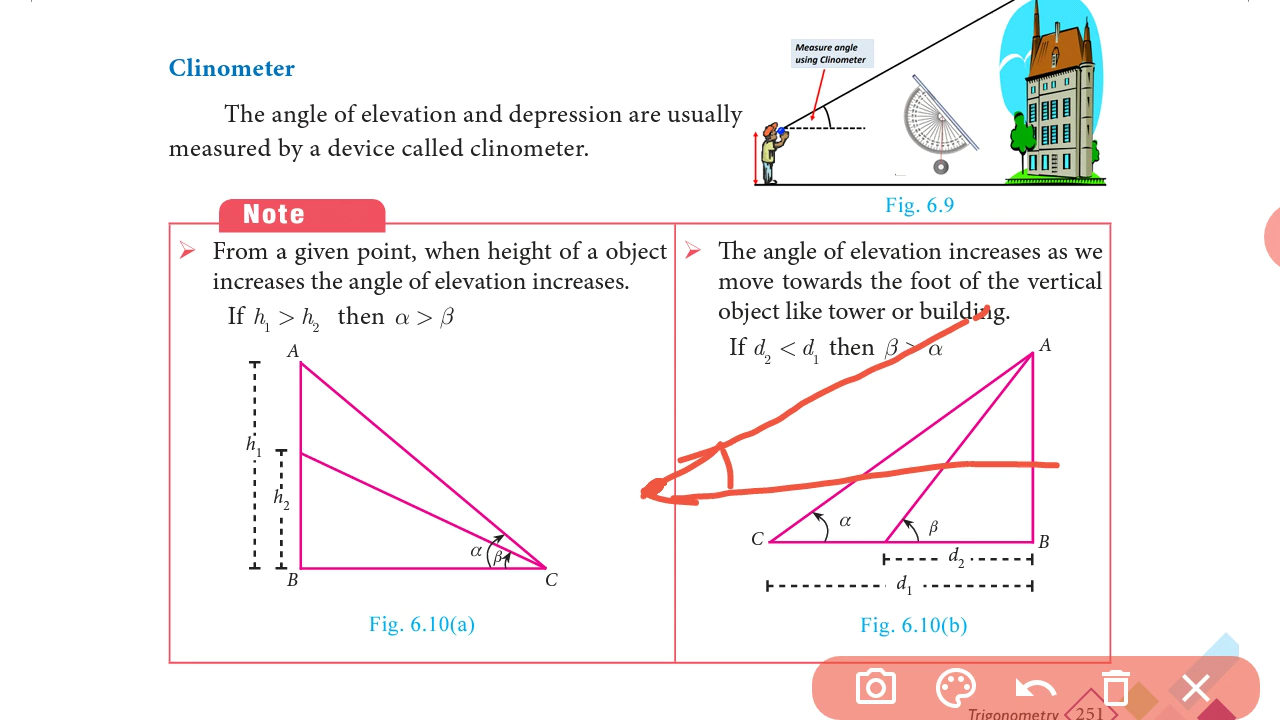 Clinometer
The angle of elevation and depression are usually
measured by a device called clinometer.
Measure angle
using Clinometer
Fig. 6.9
Note
From a given point, when height of a object
increases the angle of elevation increases.
If h₁ > h₂ then α > β
A
h₁
h₂
α
β
B
C
Fig. 6.10(a)
The angle of elevation increases as we
move towards the foot of the vertical
object like tower or building.
If d₂ < d₁ then β > α
A
C
α
β
B
d₂
d₁
Fig. 6.10(b)
Trigonometry
251